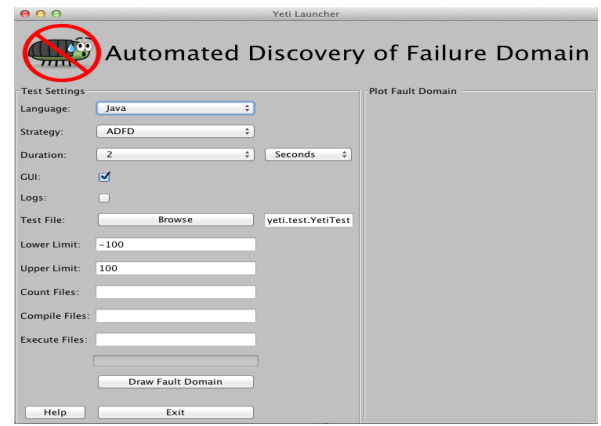 Yeti Launcher
Automated Discovery of Failure Domain
Test Settings
Plot Fault Domain
Language: Java
Strategy: ADFD
Duration: 2 Seconds
GUI:
Logs:
Test File: Browse yeti.test.YetiTest
Lower Limit: -100
Upper Limit: 100
Count Files:
Compile Files:
Execute Files:
Draw Fault Domain
Help Exit